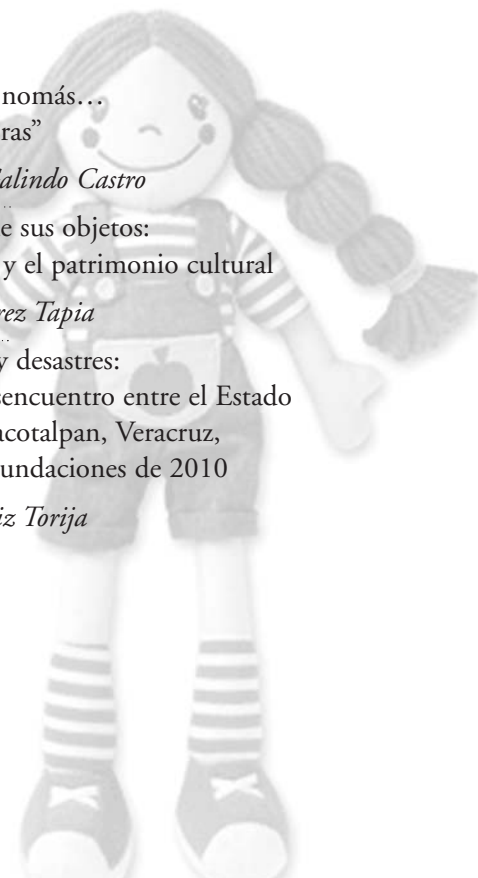 nomás…
ras”
alindo Castro
e sus objetos:
y el patrimonio cultural
rez Tapia
y desastres:
sencuentro entre el Estado
acotalpan, Veracruz,
undaciones de 2010
iz Torija